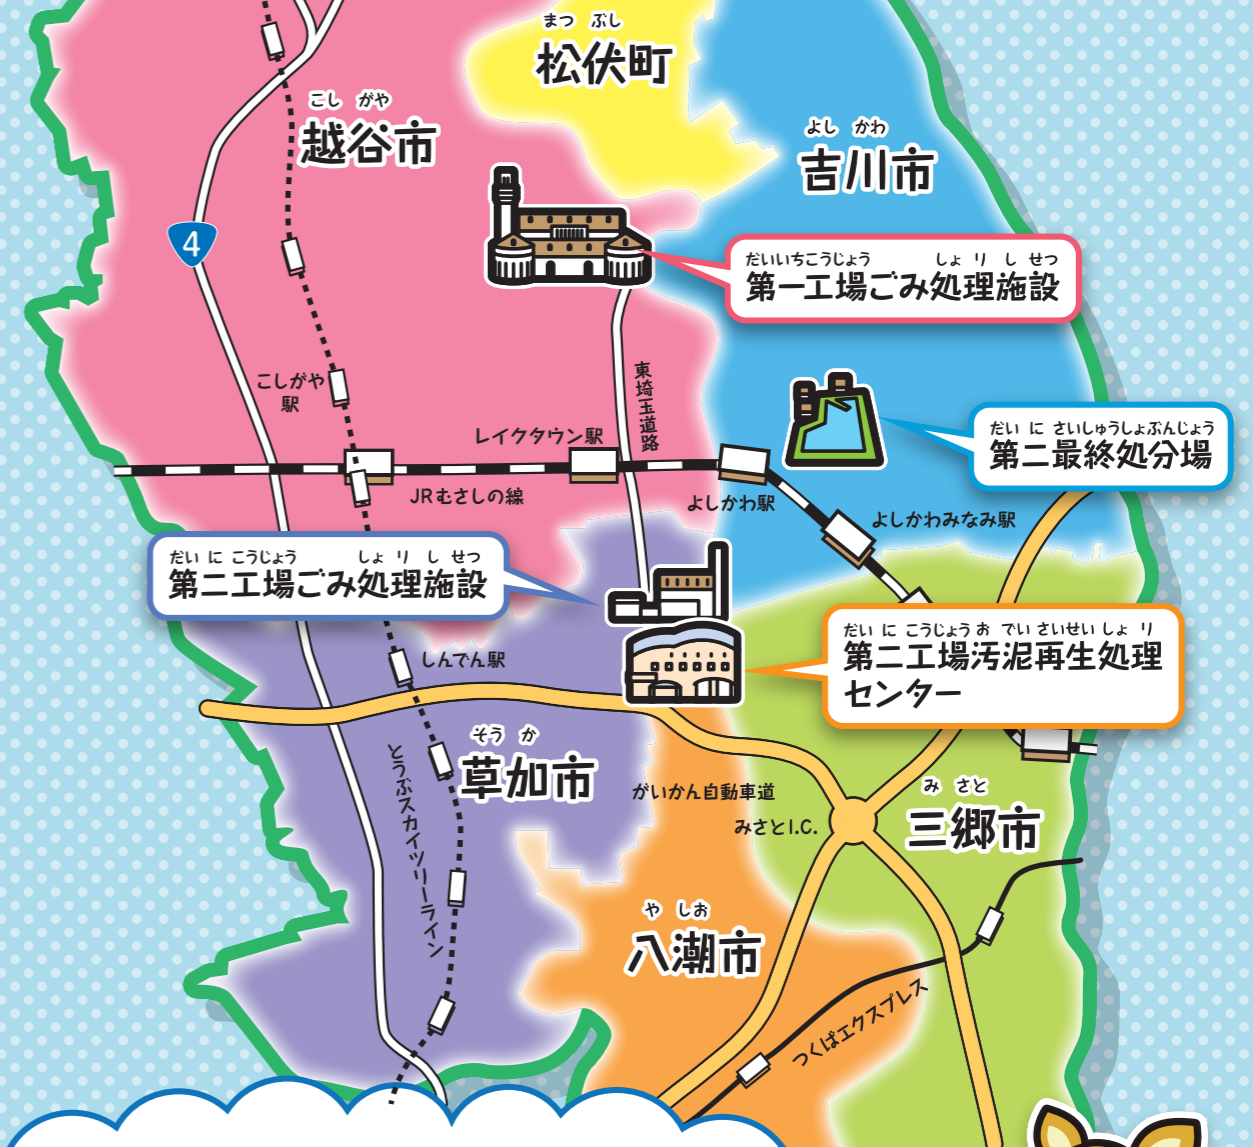 まつ ぶし
松伏町
こし がや
越谷市
よし かわ
吉川市
4
だいいちこうじょう しょ り し せつ
第一工場ごみ処理施設
こしがや
駅
東埼玉道路
レイクタウン駅
JRむさしの線
だい に さいしゅうしょぶんじょう
第二最終処分場
よしかわ駅
よしかわみなみ駅
だい に こうじょう しょ り し せつ
第二工場ごみ処理施設
だい に こうじょう お でい さいせい しょ り
第二工場汚泥再生処理
センター
しんでん駅
そう か
草加市
とうぶスカイツリーライン
がいかん自動車道
みさとI.C.
み さと
三郷市
や しお
八潮市
つくばエクスプレス